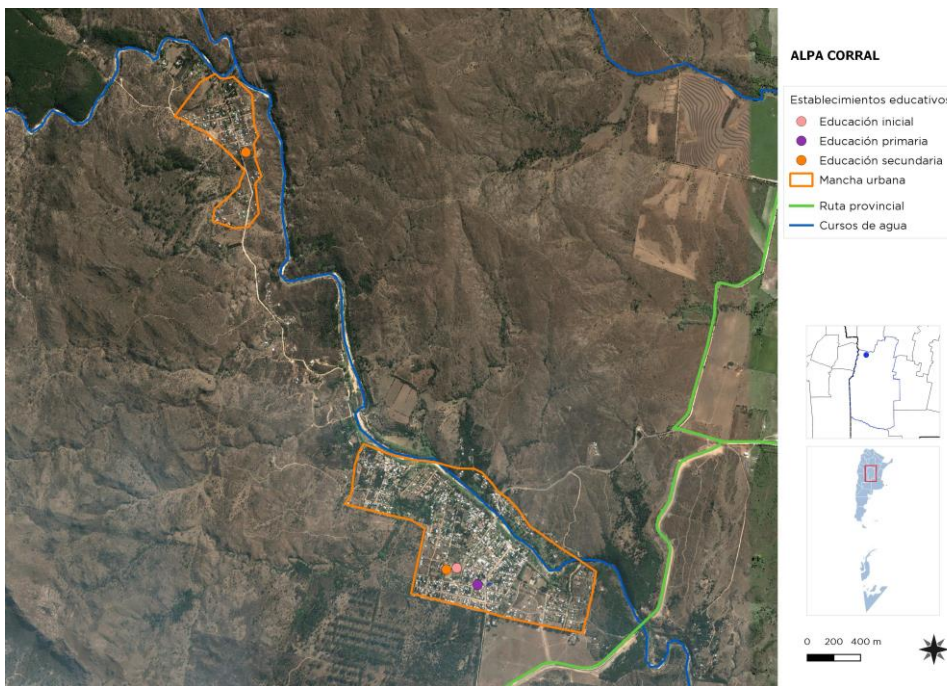 ALPA CORRAL
Establecimientos educativos
Educación inicial
Educación primaria
Educación secundaria
Mancha urbana
Ruta provincial
Cursos de agua
0 200 400 m